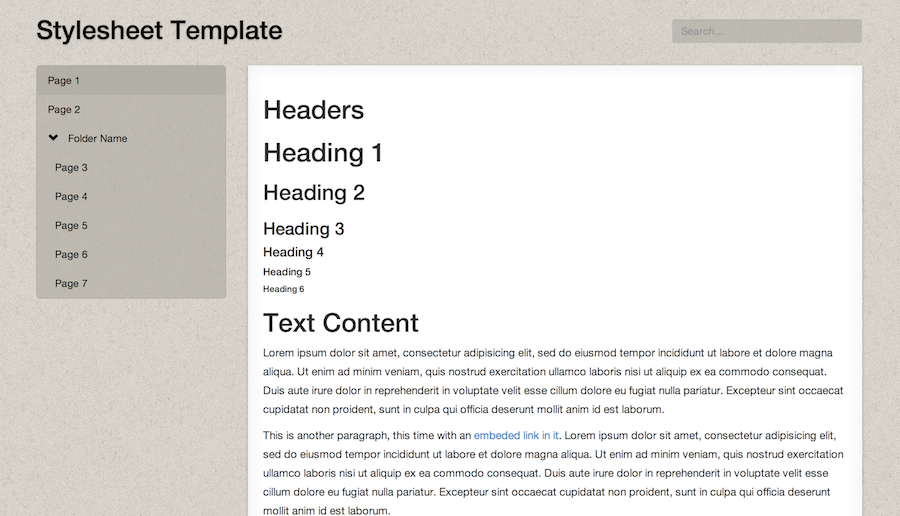 Stylesheet Template
Search...
Page 1
Page 2
Folder Name
Page 3
Page 4
Page 5
Page 6
Page 7
Headers
Heading 1
Heading 2
Heading 3
Heading 4
Heading 5
Heading 6
Text Content
Lorem ipsum dolor sit amet, consectetur adipisicing elit, sed do eiusmod tempor incididunt ut labore et dolore magna
aliqua. Ut enim ad minim veniam, quis nostrud exercitation ullamco laboris nisi ut aliquip ex ea commodo consequat.
Duis aute irure dolor in reprehenderit in voluptate velit esse cillum dolore eu fugiat nulla pariatur. Excepteur sint occaecat
cupidatat non proident, sunt in culpa qui officia deserunt mollit anim id est laborum.
This is another paragraph, this time with an embeded link in it. Lorem ipsum dolor sit amet, consectetur adipisicing elit,
sed do eiusmod tempor incididunt ut labore et dolore magna aliqua. Ut enim ad minim veniam, quis nostrud exercitation
ullamco laboris nisi ut aliquip ex ea commodo consequat. Duis aute irure dolor in reprehenderit in voluptate velit esse
cillum dolore eu fugiat nulla pariatur. Excepteur sint occaecat cupidatat non proident, sunt in culpa qui officia deserunt
mollit anim id est laborum.